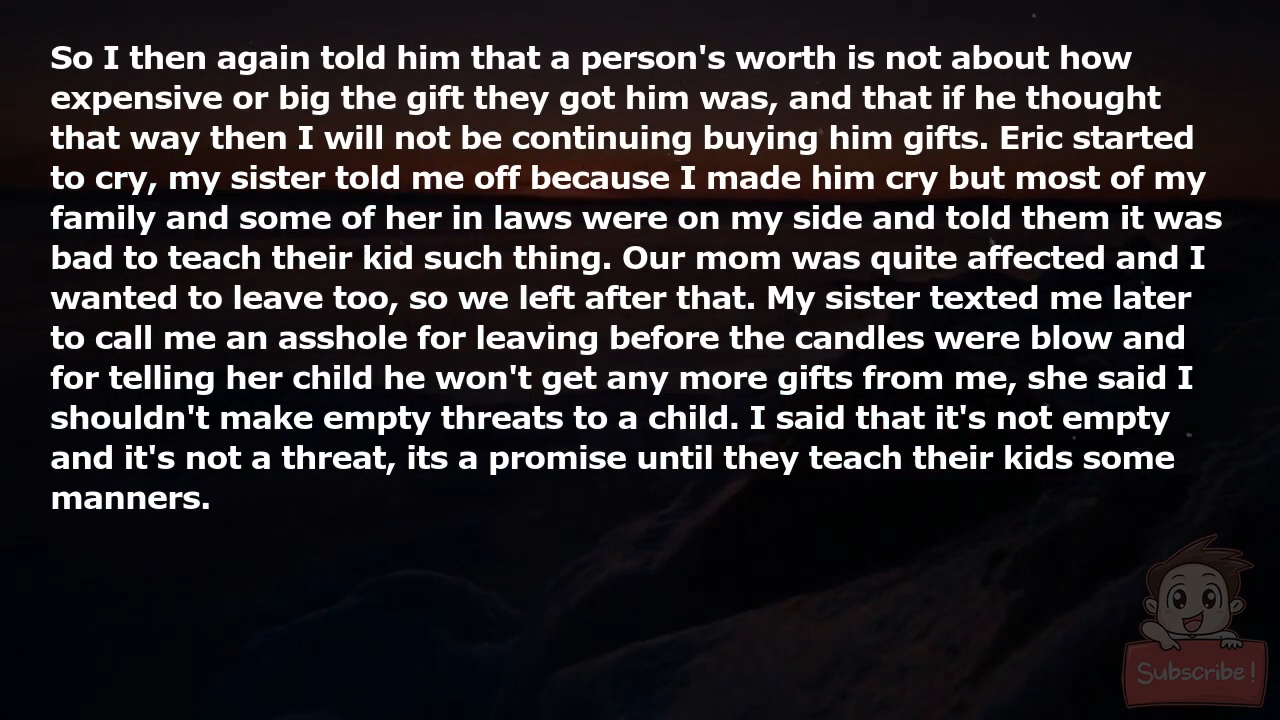 So I then again told him that a person's worth is not about how
expensive or big the gift they got him was, and that if he thought
that way then I will not be continuing buying him gifts. Eric started
to cry, my sister told me off because I made him cry but most of my
family and some of her in laws were on my side and told them it was
bad to teach their kid such thing. Our mom was quite affected and I
wanted to leave too, so we left after that. My sister texted me later
to call me an asshole for leaving before the candles were blow and
for telling her child he won't get any more gifts from me, she said I
shouldn't make empty threats to a child. I said that it's not empty
and it's not a threat, its a promise until they teach their kids some
manners.
Subscribe!